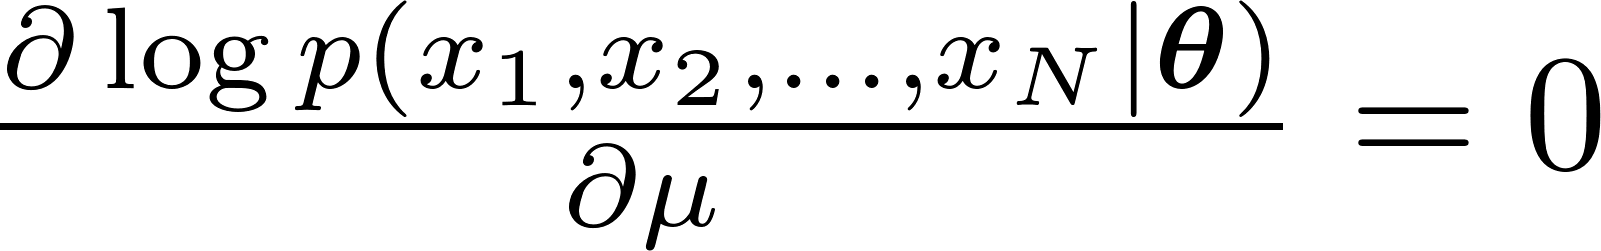 ∂ log p(x₁,x₂,...,x_N|𝜽)
∂μ
= 0